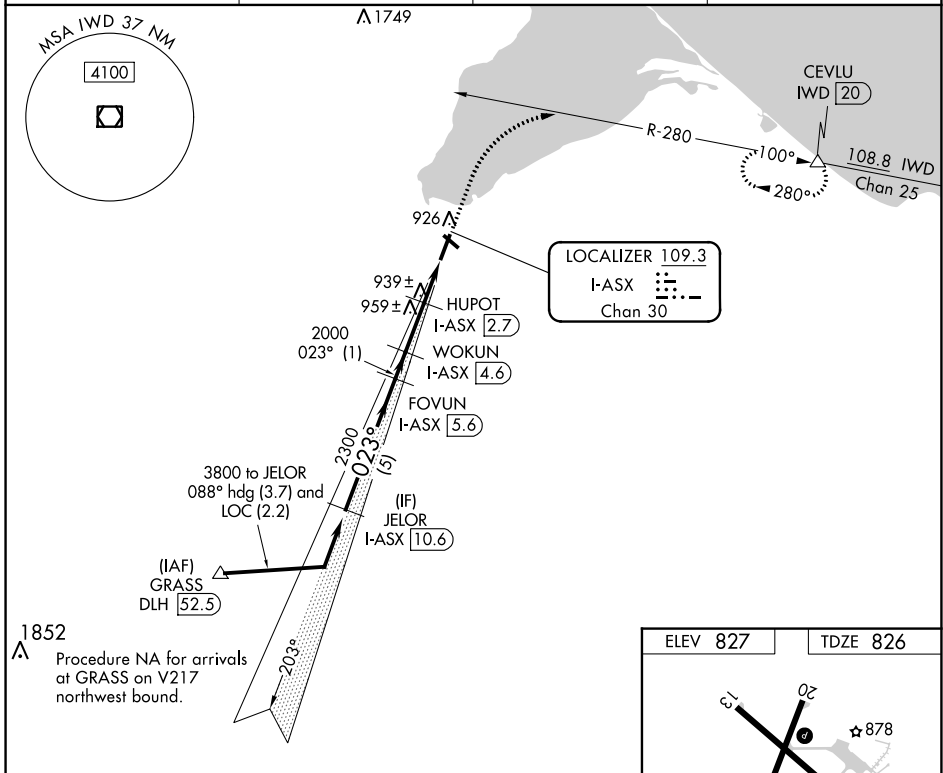 1749
MSA IWD 37 NM
4100
CEVLU
IWD 20
R-280
100°
280°
108.8 IWD
Chan 25
926
LOCALIZER 109.3
I-ASX
Chan 30
939±
959±
HUPOT
I-ASX 2.7
2000
023° (1)
WOKUN
I-ASX 4.6
FOVUN
I-ASX 5.6
2300
023°
(5)
3800 to JELOR
088° hdg (3.7) and
LOC (2.2)
(IF)
JELOR
I-ASX 10.6
(IAF)
GRASS
DLH 52.5
203°
1852
Procedure NA for arrivals
at GRASS on V217
northwest bound.
ELEV 827
TDZE 826
13
20
P
878